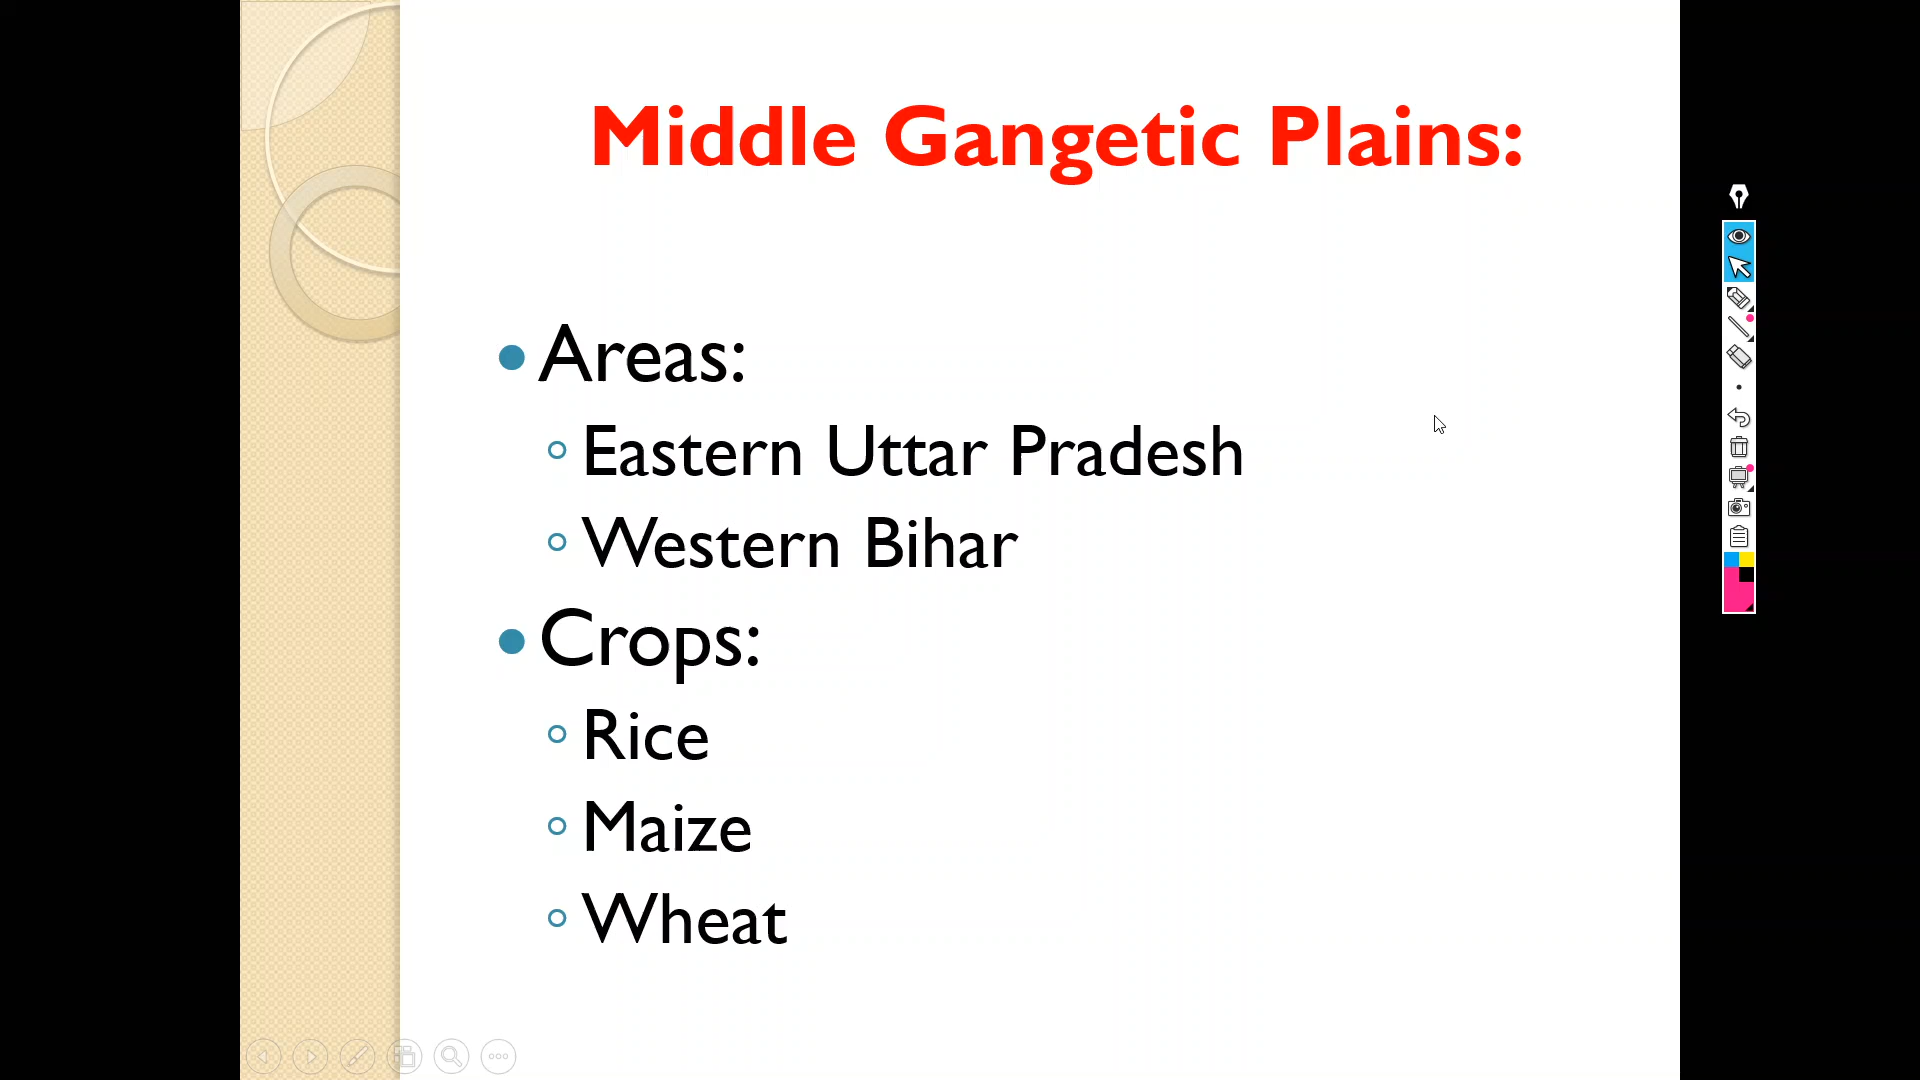 Middle Gangetic Plains:
Areas:
Eastern Uttar Pradesh
Western Bihar
Crops:
Rice
Maize
Wheat